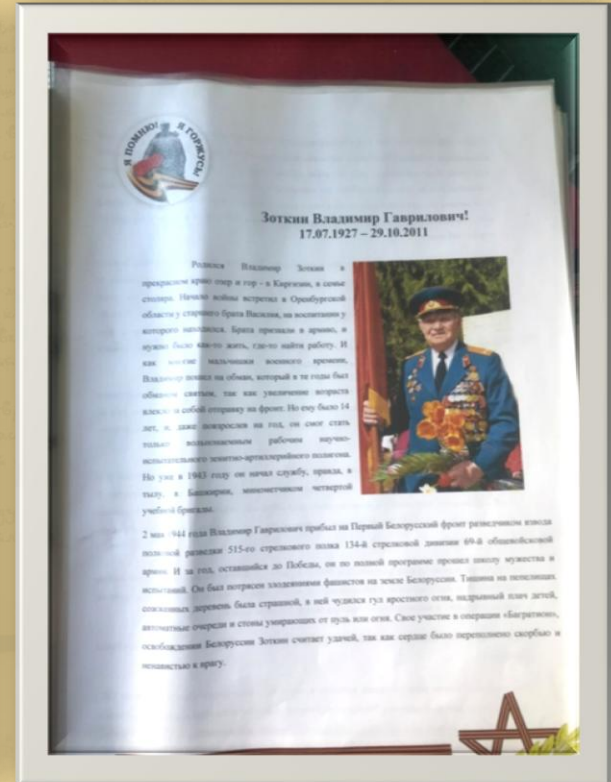 Я ПОМНЮ! Я ГОРЖУСЬ!
Зоткин Владимир Гаврилович!
17.07.1927 – 29.10.2011
Родился Владимир Зоткин в
прекрасном краю озер и гор - в Киргизии, в семье
столяра. Начало войны встретил в Оренбургской
области у старшего брата Василия, на воспитании у
которого находился. Брата призвали в армию, и
нужно было как-то жить, где-то найти работу. И
как многие мальчишки военного времени,
Владимир пошел на обман, который в те годы был
обманом святым, так как увеличение возраста
влекло за собой отправку на фронт. Но ему было 14
лет, и, даже повзрослев на год, он смог стать
только вольнонаемным рабочим научно-
испытательного зенитно-артиллерийского полигона.
Но уже в 1943 году он начал службу, правда, в
тылу, в Башкирии, минометчиком четвертой
учебной бригады.
2 мая 1944 года Владимир Гаврилович прибыл на Первый Белорусский фронт разведчиком взвода
полковой разведки 515-го стрелкового полка 134-й стрелковой дивизии 69-й общевойсковой
армии. И за год, оставшийся до Победы, он по полной программе прошел школу мужества и
испытаний. Он был потрясен злодеяниями фашистов на земле Белоруссии. Тишина на пепелищах
сожженных деревень была страшной, в ней чудился гул яростного огня, надрывный плач детей,
автоматные очереди и стоны умирающих от пуль или огня. Свое участие в операции «Багратион»,
освобождении Белоруссии Зоткин считает удачей, так как сердце было переполнено скорбью и
ненавистью к врагу.